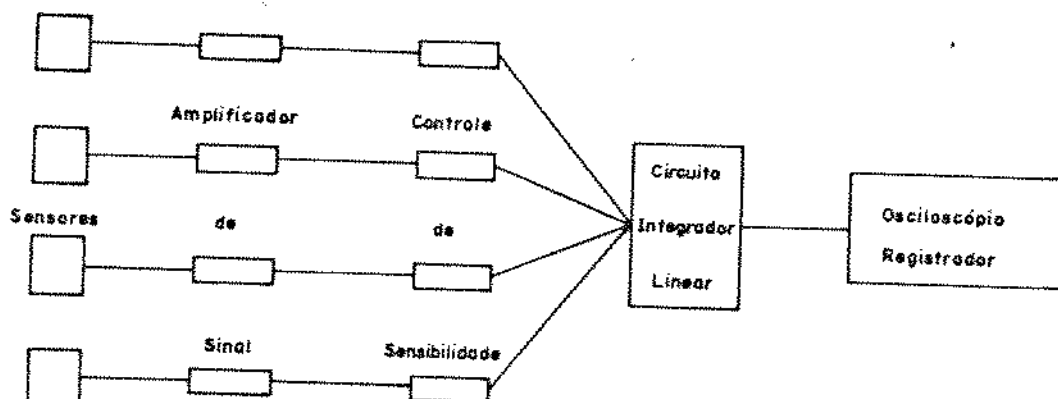 Amplificador
Controle
Sensores
de
de
Sinal
Sensibilidade
Circuito
Integrador
Linear
Osciloscópio
Registrador